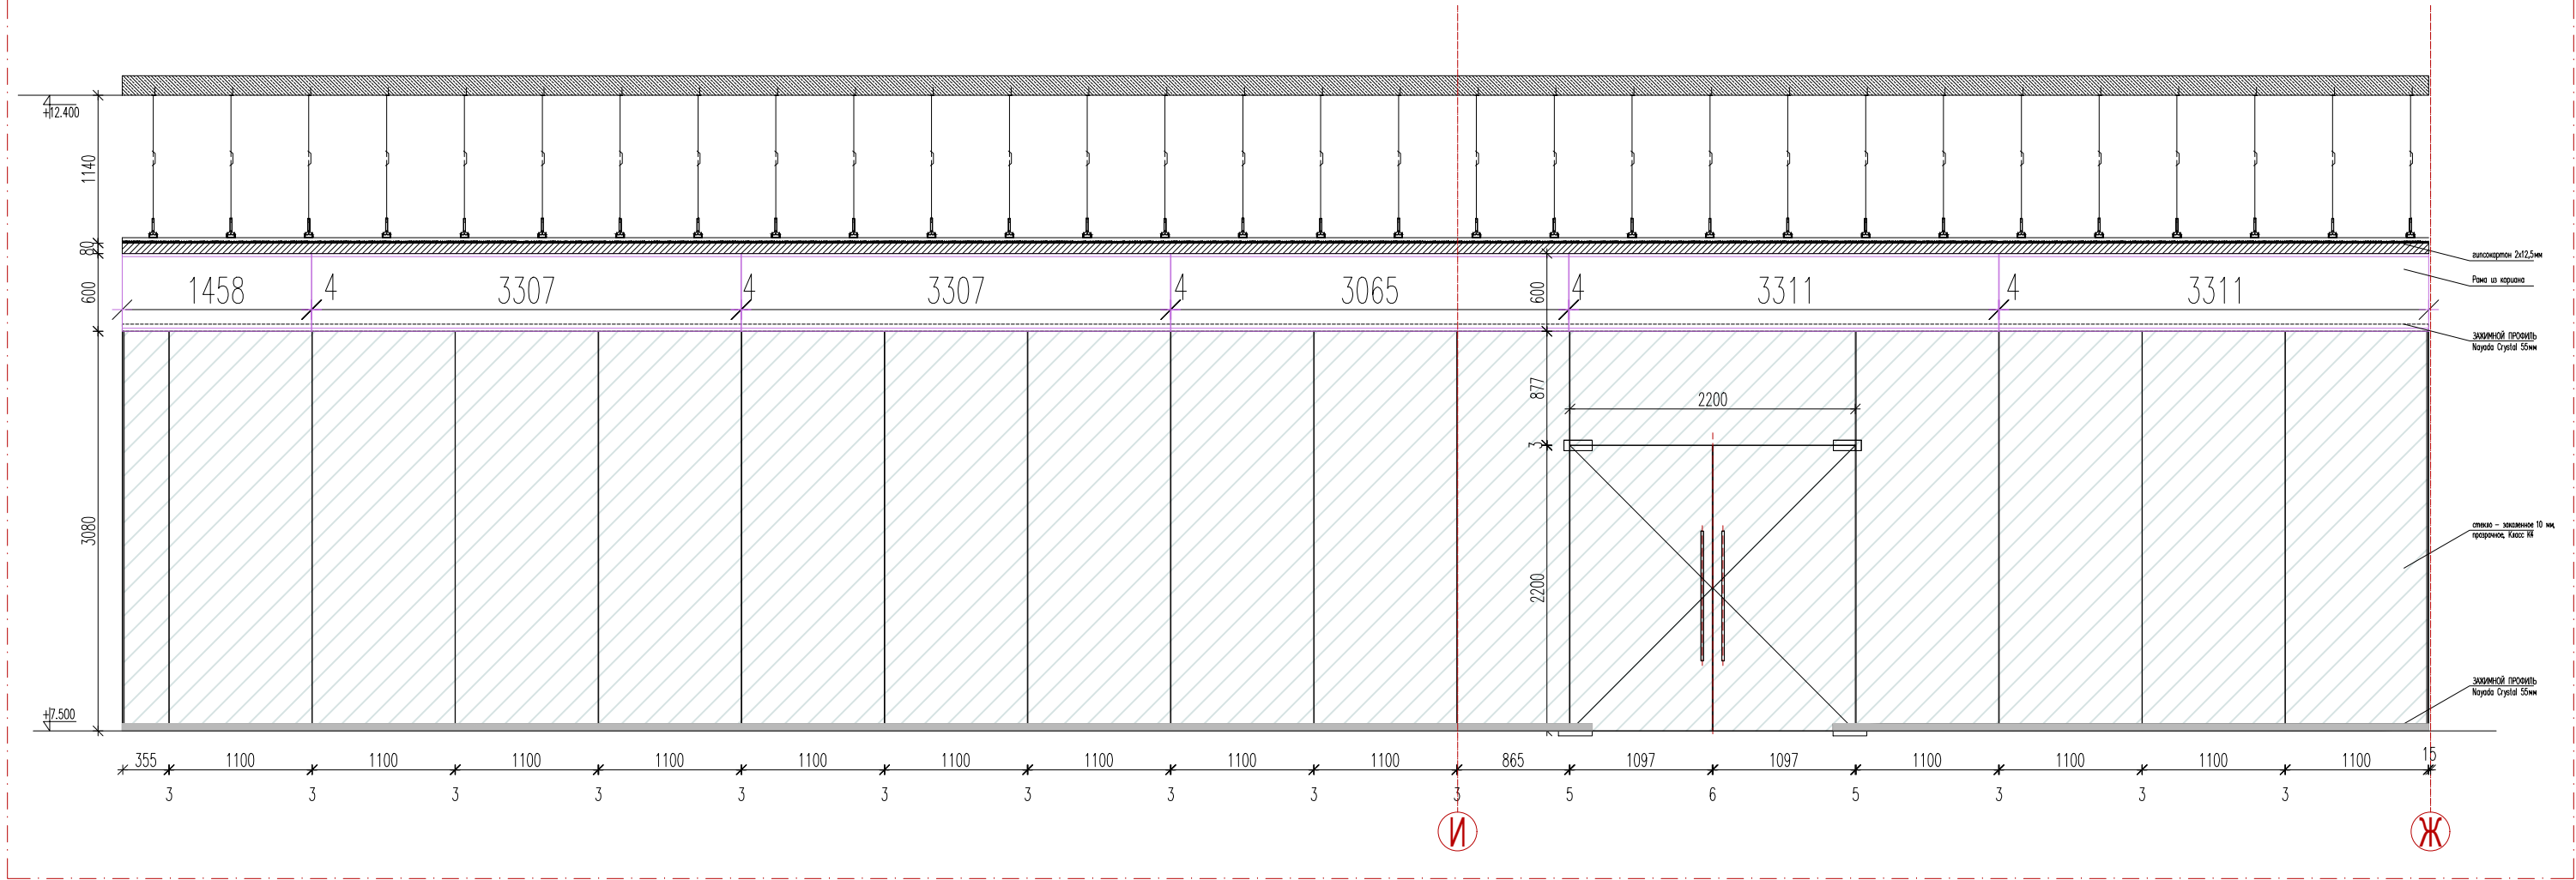 +12.400
1140
80
600
1458
4
3307
4
3307
4
3065
600
4
3311
4
3311
гипсокартон 2х12,5мм
Рама из кориана
ЗАЖИМНОЙ ПРОФИЛЬ
Nayada Crystal 55мм
877
2200
3
3080
2200
стекло - закаленное 10 мм,
прозрачное, Класс К4
ЗАЖИМНОЙ ПРОФИЛЬ
Nayada Crystal 55мм
+7.500
355 1100 1100 1100 1100 1100 1100 1100 1100 1100 865 1097 1097 1100 1100 1100 1100 15
3 3 3 3 3 3 3 3 3 3 5 6 5 3 3 3
И Ж